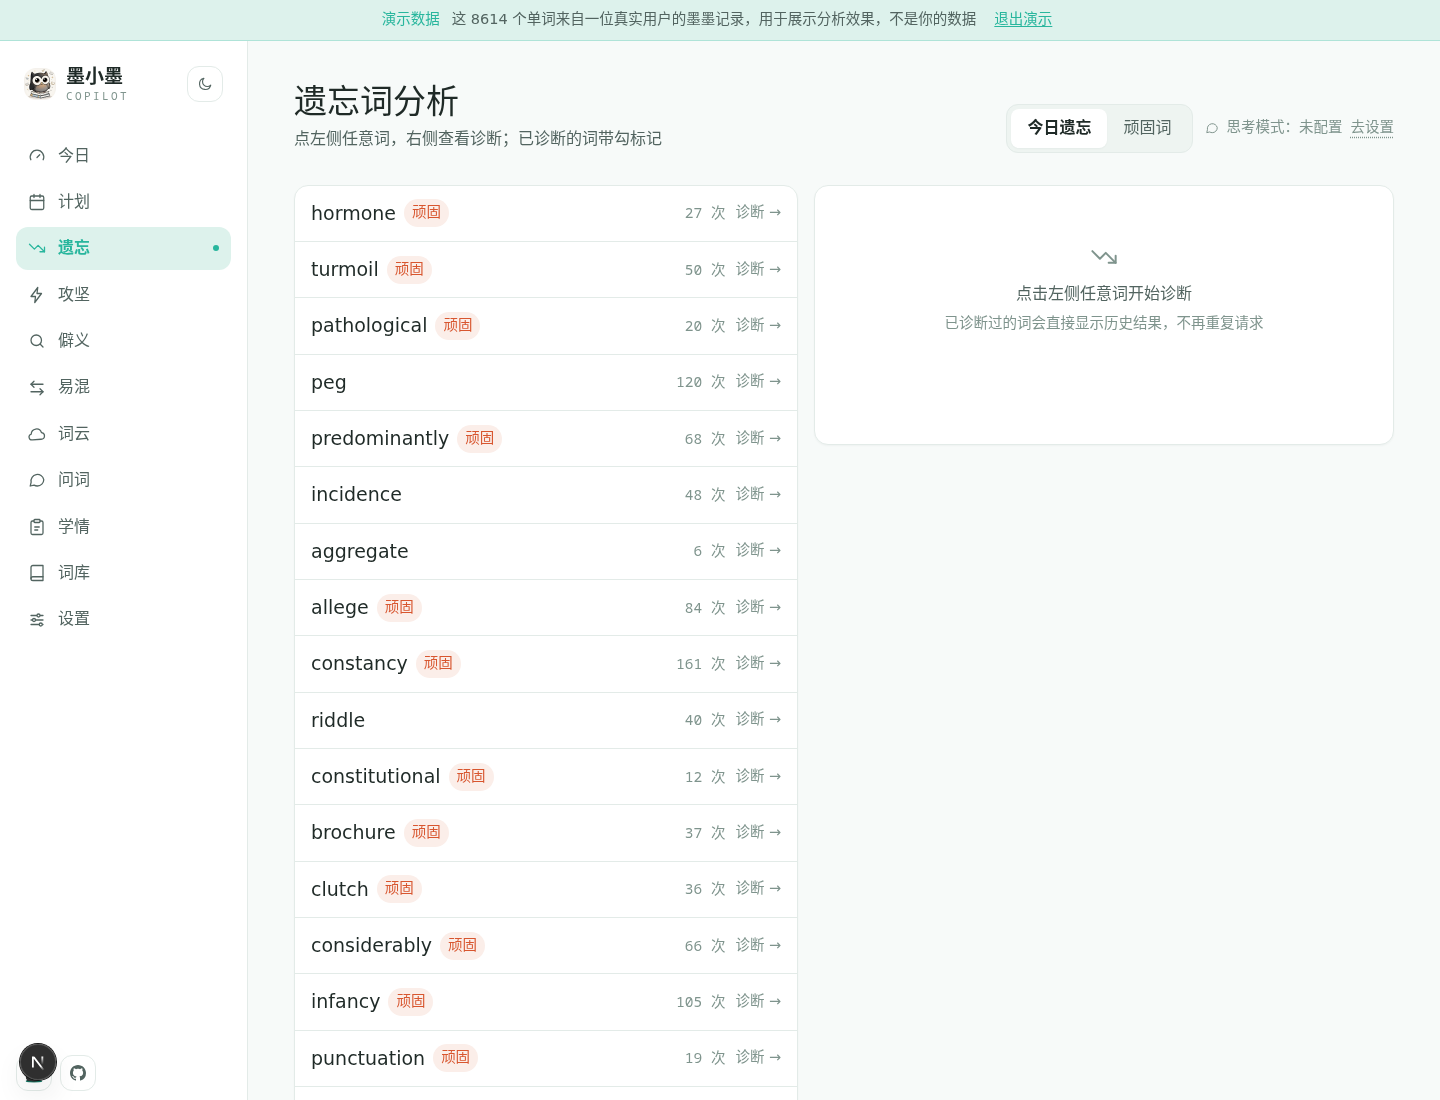 演示数据 这 8614 个单词来自一位真实用户的墨墨记录，用于展示分析效果，不是你的数据 退出演示
墨小墨
COPILOT
今日
计划
遗忘
攻坚
僻义
易混
词云
问词
学情
词库
设置
N
遗忘词分析
点左侧任意词，右侧查看诊断；已诊断的词带勾标记
今日遗忘 顽固词 思考模式：未配置 去设置
hormone 顽固 27 次 诊断→
turmoil 顽固 50 次 诊断→
pathological 顽固 20 次 诊断→
peg 120 次 诊断→
predominantly 顽固 68 次 诊断→
incidence 48 次 诊断→
aggregate 6 次 诊断→
allege 顽固 84 次 诊断→
constancy 顽固 161 次 诊断→
riddle 40 次 诊断→
constitutional 顽固 12 次 诊断→
brochure 顽固 37 次 诊断→
clutch 顽固 36 次 诊断→
considerably 顽固 66 次 诊断→
infancy 顽固 105 次 诊断→
punctuation 顽固 19 次 诊断→
点击左侧任意词开始诊断
已诊断过的词会直接显示历史结果，不再重复请求